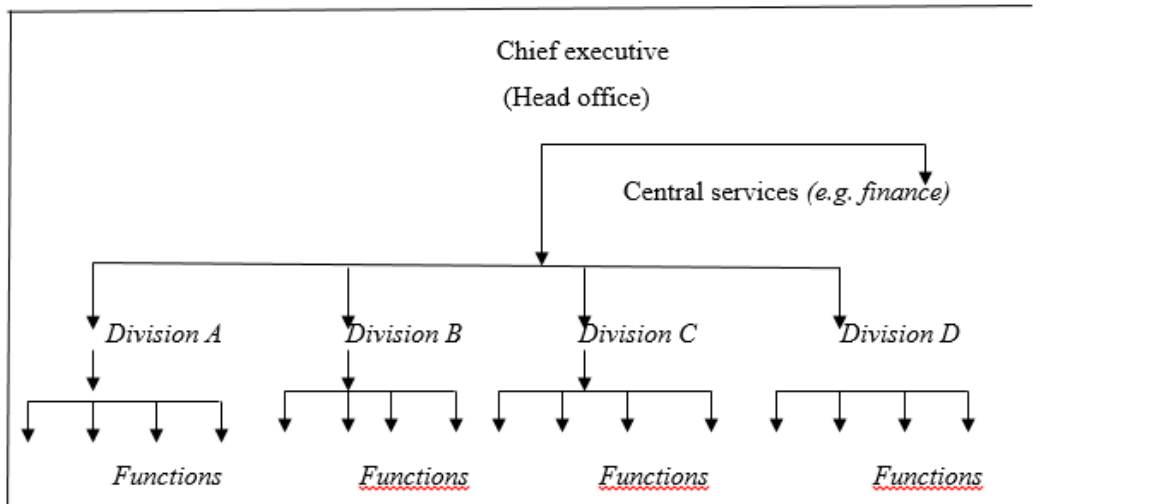 Chief executive
(Head office)
Central services (e.g. finance)
Division A Division B Division C Division D
Functions Functions Functions Functions